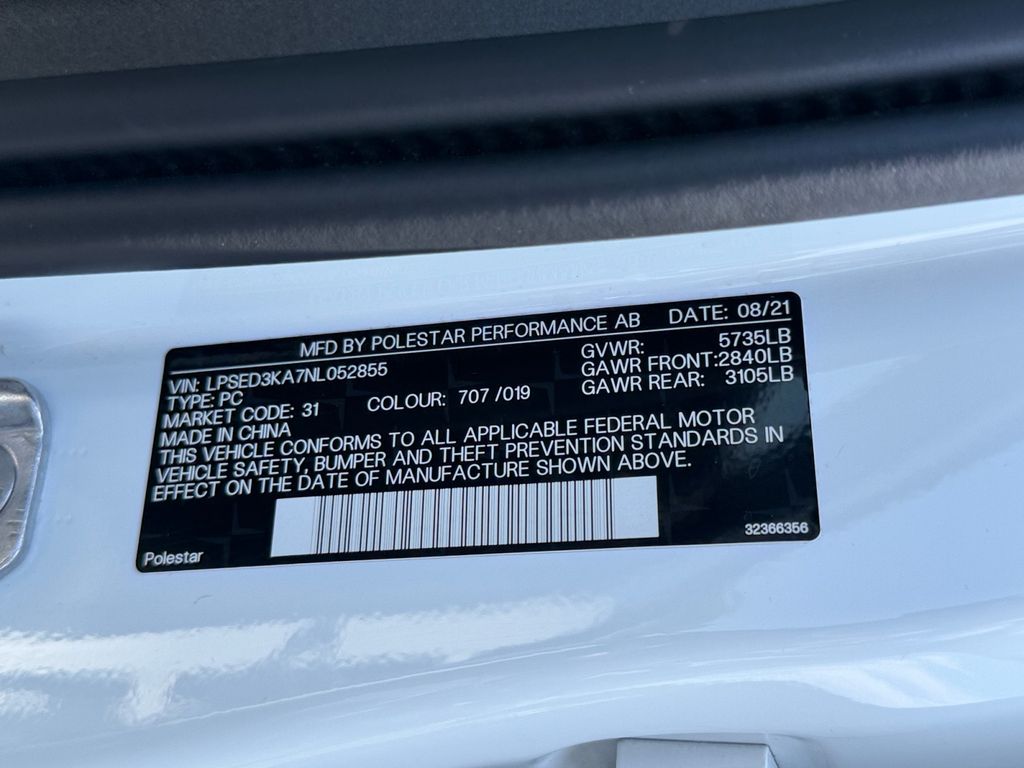 MFD BY POLESTAR PERFORMANCE AB DATE: 08/21
VIN: LPSED3KA7NL052855 GVWR: 5735LB
TYPE: PC GAWR FRONT:2840LB
MARKET CODE: 31 COLOUR: 707 /019 GAWR REAR: 3105LB
MADE IN CHINA
THIS VEHICLE CONFORMS TO ALL APPLICABLE FEDERAL MOTOR
VEHICLE SAFETY, BUMPER AND THEFT PREVENTION STANDARDS IN
EFFECT ON THE DATE OF MANUFACTURE SHOWN ABOVE.
Polestar 32366356